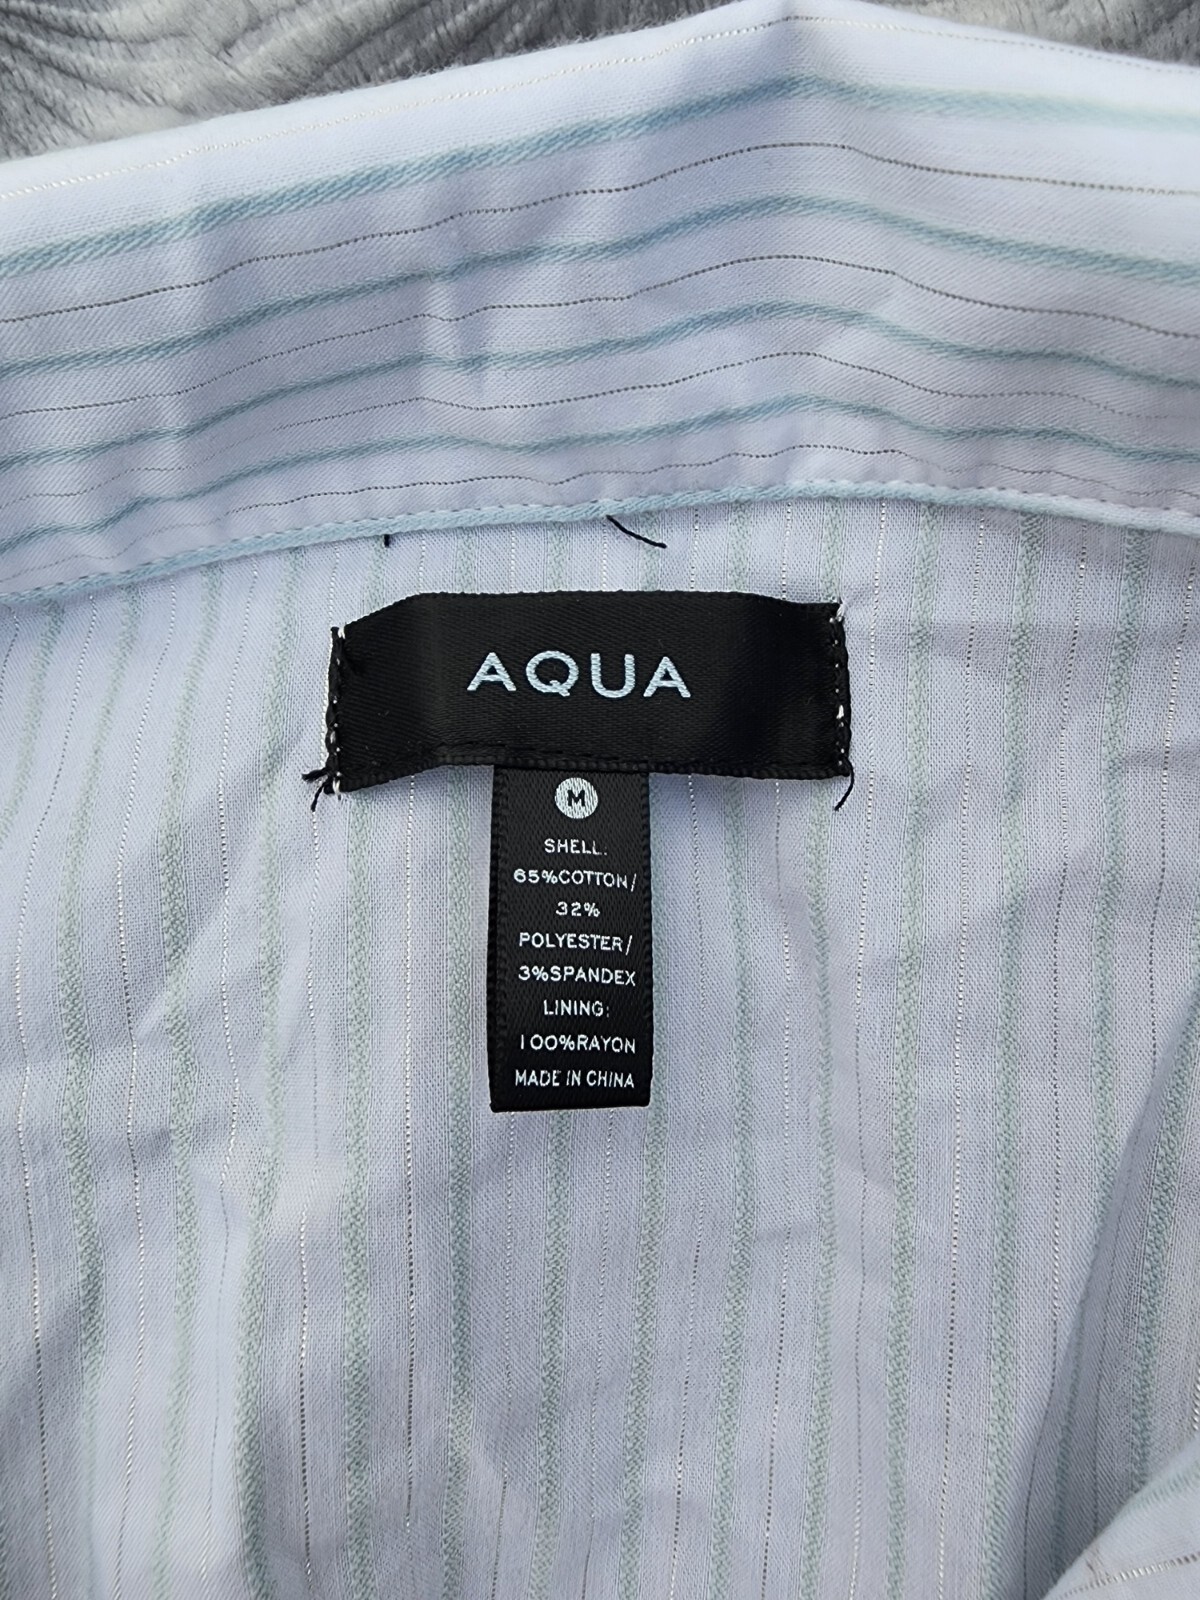 AQUA
M
SHELL:
65%COTTON/
32%
POLYESTER/
3%SPANDEX
LINING:
100%RAYON
MADE IN CHINA